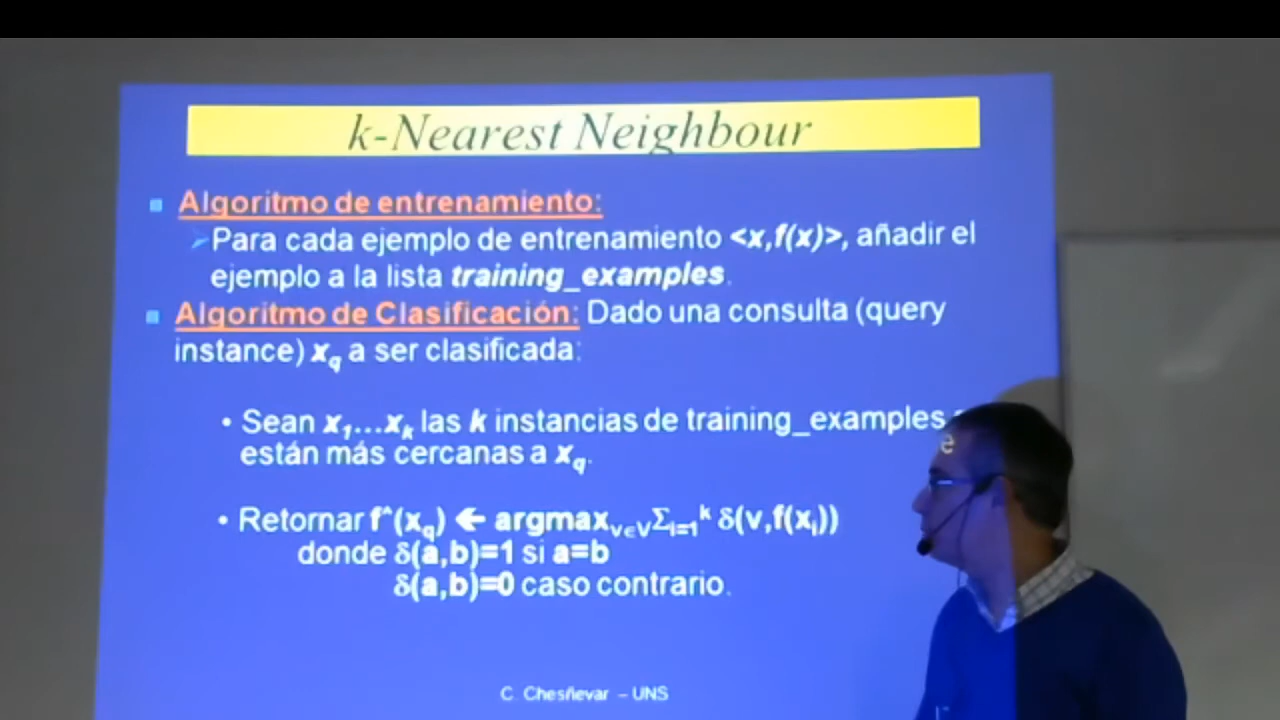 k-Nearest Neighbour
Algoritmo de entrenamiento:
Para cada ejemplo de entrenamiento <x,f(x)>, añadir el
ejemplo a la lista training_examples.
Algoritmo de Clasificación: Dado una consulta (query
instance) xq a ser clasificada:
• Sean x1...xk las k instancias de training_examples
están más cercanas a xq.
• Retornar f^(xq) ← argmaxv∈VΣi=1k δ(v,f(xi))
donde δ(a,b)=1 si a=b
δ(a,b)=0 caso contrario.
C. Chesñevar – UNS